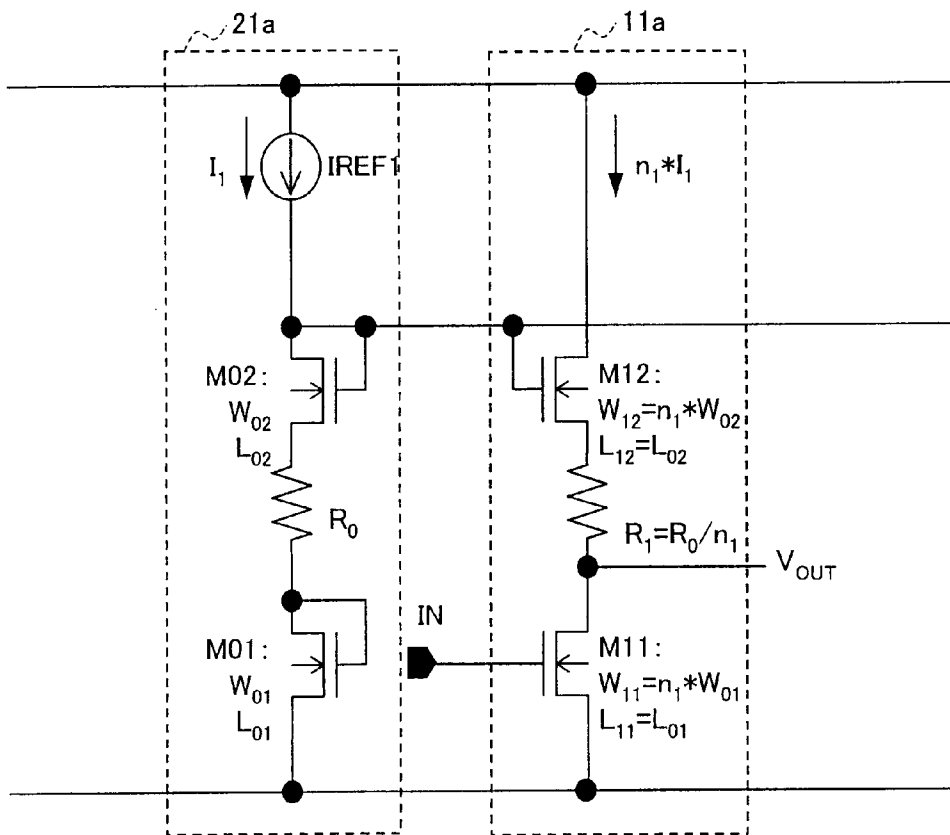 21a
11a
I₁
IREF1
n₁*I₁
M02:
W₀₂
L₀₂
M12:
W₁₂=n₁*W₀₂
L₁₂=L₀₂
R₀
R₁=R₀/n₁
V_OUT
IN
M01:
W₀₁
L₀₁
M11:
W₁₁=n₁*W₀₁
L₁₁=L₀₁